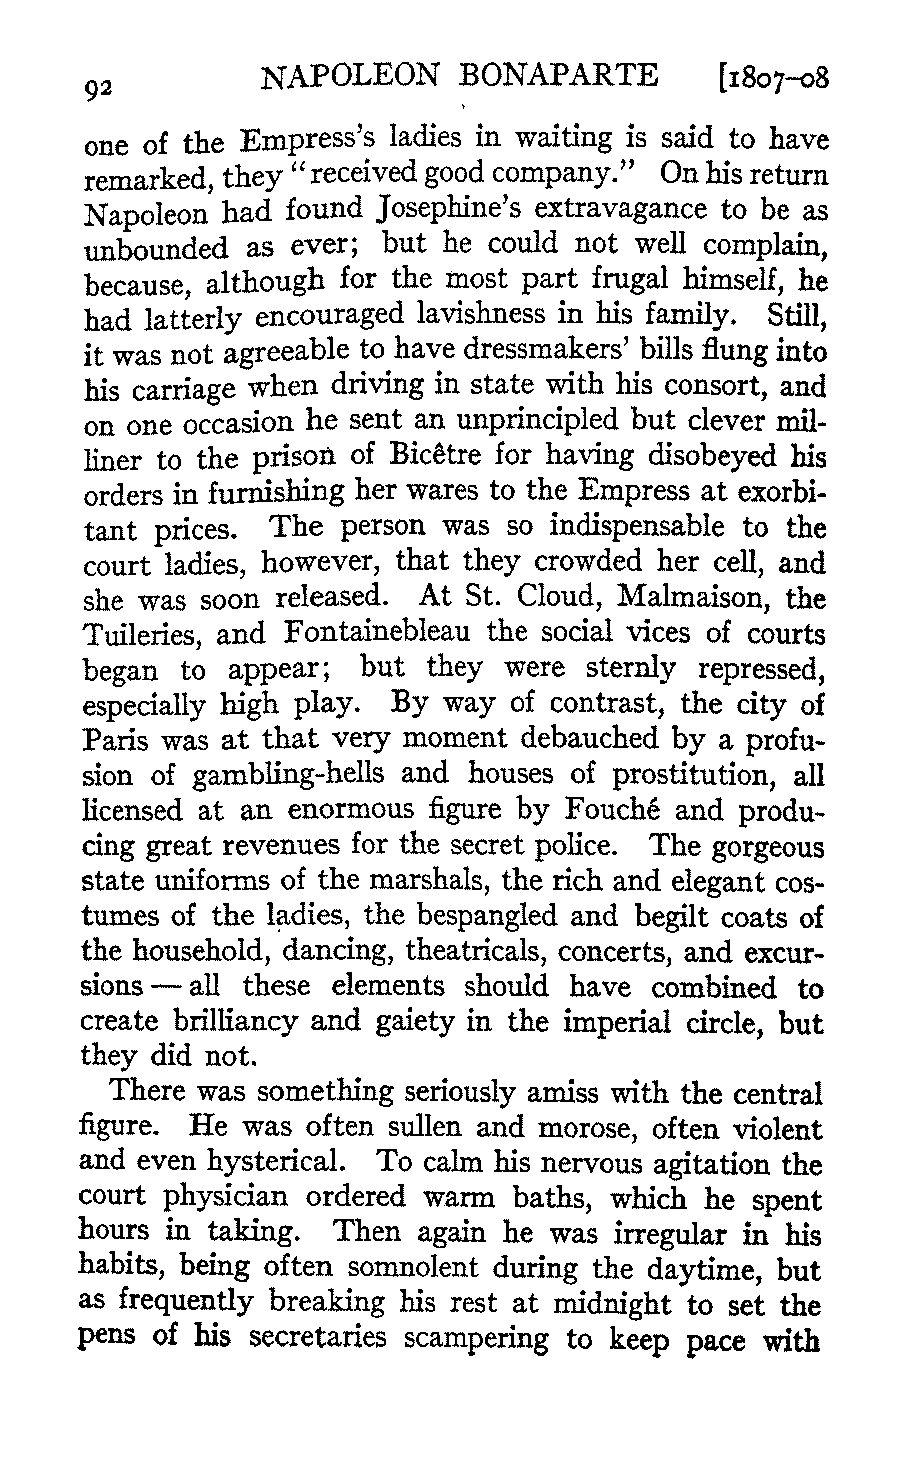 92 NAPOLEON BONAPARTE [1807–08
one of the Empress's ladies in waiting is said to have
remarked, they "received good company." On his return
Napoleon had found Josephine's extravagance to be as
unbounded as ever; but he could not well complain,
because, although for the most part frugal himself, he
had latterly encouraged lavishness in his family. Still,
it was not agreeable to have dressmakers' bills flung into
his carriage when driving in state with his consort, and
on one occasion he sent an unprincipled but clever mil-
liner to the prison of Bicêtre for having disobeyed his
orders in furnishing her wares to the Empress at exorbi-
tant prices. The person was so indispensable to the
court ladies, however, that they crowded her cell, and
she was soon released. At St. Cloud, Malmaison, the
Tuileries, and Fontainebleau the social vices of courts
began to appear; but they were sternly repressed,
especially high play. By way of contrast, the city of
Paris was at that very moment debauched by a profu-
sion of gambling-hells and houses of prostitution, all
licensed at an enormous figure by Fouché and produ-
cing great revenues for the secret police. The gorgeous
state uniforms of the marshals, the rich and elegant cos-
tumes of the ladies, the bespangled and begilt coats of
the household, dancing, theatricals, concerts, and excur-
sions — all these elements should have combined to
create brilliancy and gaiety in the imperial circle, but
they did not.
There was something seriously amiss with the central
figure. He was often sullen and morose, often violent
and even hysterical. To calm his nervous agitation the
court physician ordered warm baths, which he spent
hours in taking. Then again he was irregular in his
habits, being often somnolent during the daytime, but
as frequently breaking his rest at midnight to set the
pens of his secretaries scampering to keep pace with